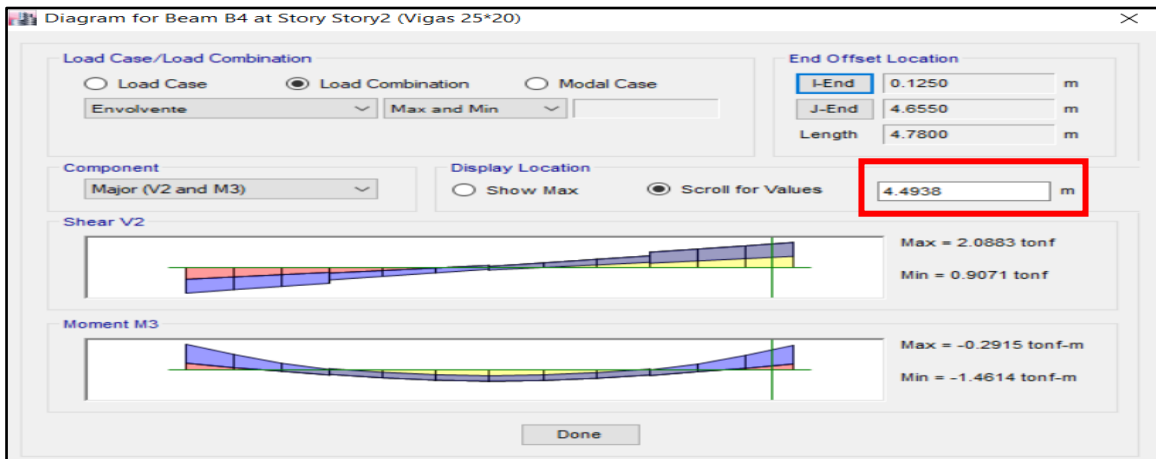 Diagram for Beam B4 at Story Story2 (Vigas 25*20)
Load Case/Load Combination
Load Case Load Combination Modal Case
Envolvente Max and Min
End Offset Location
I-End 0.1250 m
J-End 4.6550 m
Length 4.7800 m
Component
Major (V2 and M3)
Display Location
Show Max Scroll for Values 4.4938 m
Shear V2
Max = 2.0883 tonf
Min = 0.9071 tonf
Moment M3
Max = -0.2915 tonf-m
Min = -1.4614 tonf-m
Done